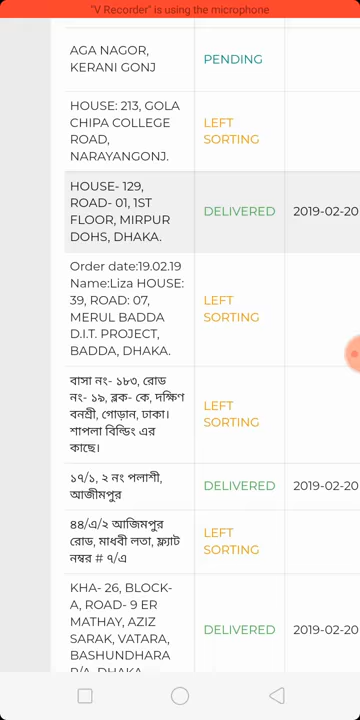 "V Recorder" is using the microphone
AGA NAGOR,
KERANI GONJ
PENDING
HOUSE: 213, GOLA
CHIPA COLLEGE
ROAD,
NARAYANGONJ.
LEFT
SORTING
HOUSE- 129,
ROAD- 01, 1ST
FLOOR, MIRPUR
DOHS, DHAKA.
DELIVERED
2019-02-20
Order date:19.02.19
Name:Liza HOUSE:
39, ROAD: 07,
MERUL BADDA
D.I.T. PROJECT,
BADDA, DHAKA.
LEFT
SORTING
বাসা নং- ১৮৩, রোড
নং- ১৯, ব্লক- কে, দক্ষিণ
বনশ্রী, গোড়ান, ঢাকা।
শাপলা বিল্ডিং এর
কাছে।
LEFT
SORTING
১৭/১, ২ নং পলাশী,
আজীমপুর
DELIVERED
2019-02-20
৪৪/এ/২ আজিমপুর
রোড, মাধবী লতা, ফ্ল্যাট
নম্বর # ৭/এ
LEFT
SORTING
KHA- 26, BLOCK-
A, ROAD- 9 ER
MATHAY, AZIZ
SARAK, VATARA,
BASHUNDHARA
R/A, DHAKA
DELIVERED
2019-02-20